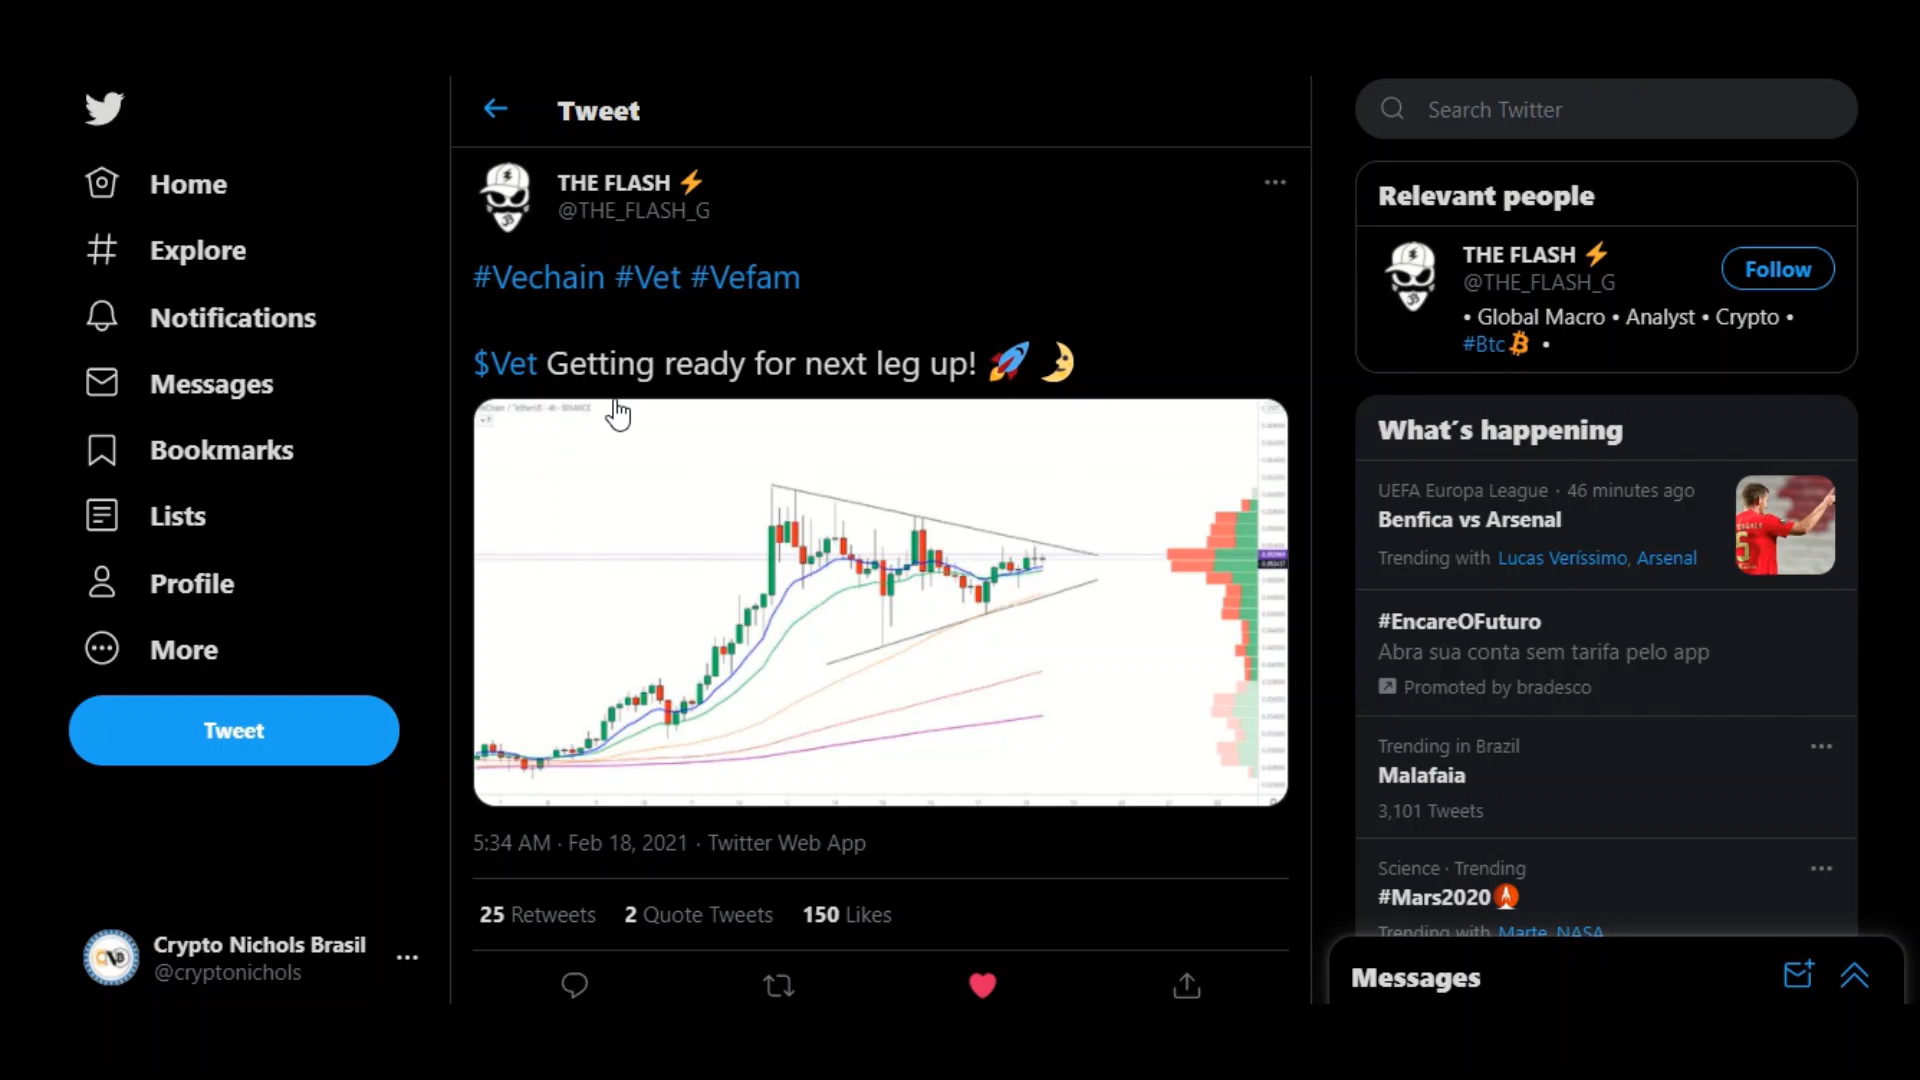 Home
Explore
Notifications
Messages
Bookmarks
Lists
Profile
More
Tweet
Crypto Nichols Brasil
@cryptonichols
Tweet
THE FLASH ⚡
@THE_FLASH_G
#Vechain #Vet #Vefam
$Vet Getting ready for next leg up! 🚀 🌛
5:34 AM · Feb 18, 2021 · Twitter Web App
25 Retweets 2 Quote Tweets 150 Likes
Search Twitter
Relevant people
THE FLASH ⚡
@THE_FLASH_G
Follow
• Global Macro • Analyst • Crypto •
#Btc •
What´s happening
UEFA Europa League · 46 minutes ago
Benfica vs Arsenal
Trending with Lucas Veríssimo, Arsenal
#EncareOFuturo
Abra sua conta sem tarifa pelo app
Promoted by bradesco
Trending in Brazil
Malafaia
3,101 Tweets
Science · Trending
#Mars2020
Trending with Marte, NASA
Messages